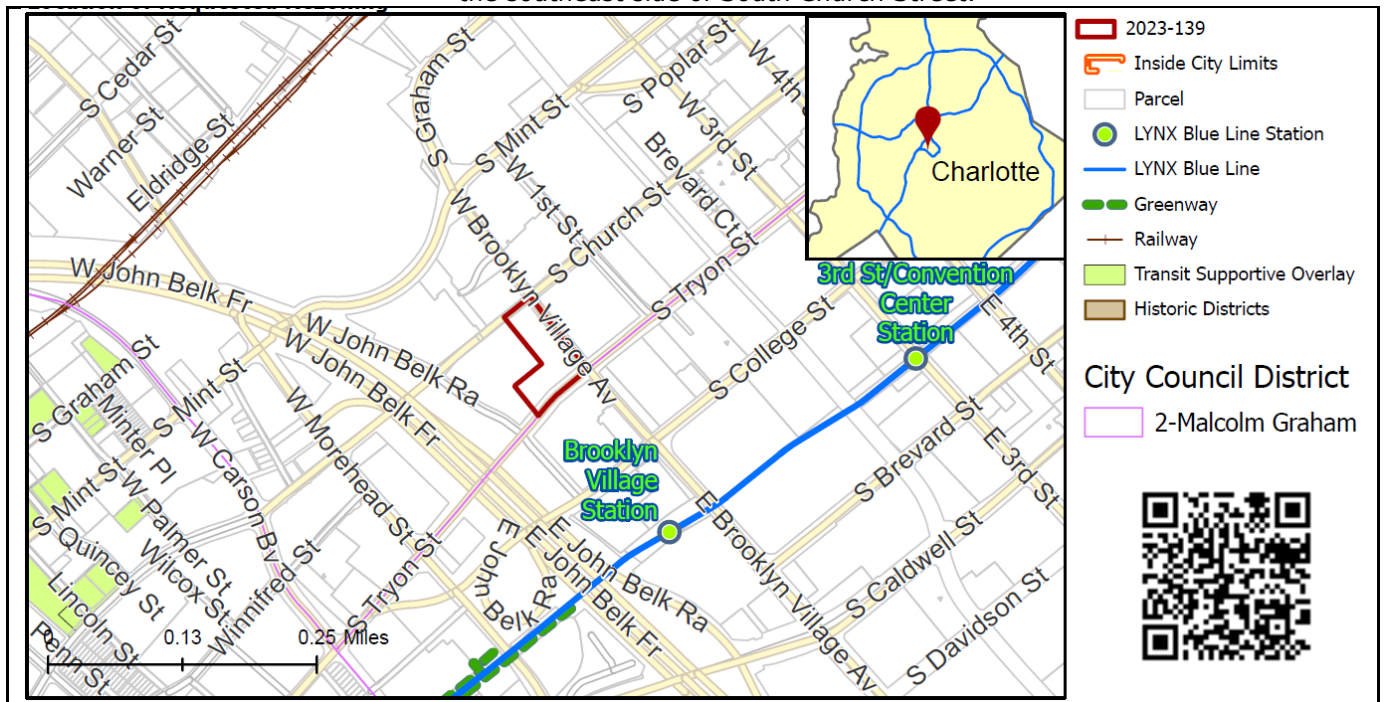 the southeast side of South Church Street.
Location of Requested Rezoning
S Cedar St
Warner St
Eldridge St
S Graham St
S Mint St
S Poplar St
W 4th
W 3rd St
Brevard Ct
W 1st St
S Church St
W Brooklyn Village Av
S Tryon St
W John Belk Fr
W John Belk Ra
W John Belk Fr
S College St
3rd St/Convention
Center
Station
E 4th St
E 3rd St
S Brevard St
S Graham St
S Mint St
Minter Pl
W Morehead St
W Carson Bv
S Mint St
W Palmer St
Wilcox St
Quincey St
Lincoln St
Penn St
Winnifred St
S Tryon St
Brooklyn
Village
Station
E John Belk Ra
E John Belk Fr
E John Belk Ra
E Brooklyn Village Av
S Caldwell St
S Davidson St
0 0.13 0.25 Miles
Charlotte
2023-139
Inside City Limits
Parcel
LYNX Blue Line Station
LYNX Blue Line
Greenway
Railway
Transit Supportive Overlay
Historic Districts
City Council District
2-Malcolm Graham